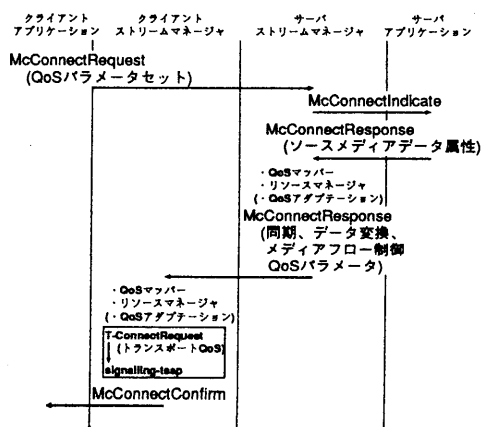 クライアント
アプリケーション
クライアント
ストリームマネージャ
サーバ
ストリームマネージャ
サーバ
アプリケーション
McConnectRequest
(QoSパラメータセット)
McConnectIndicate
McConnectResponse
(ソースメディアデータ属性)
・QoSマッパー
・リソースマネージャ
(・QoSアダプテーション)
McConnectResponse
(同期、データ変換、
メディアフロー制御
QoSパラメータ)
・QoSマッパー
・リソースマネージャ
(・QoSアダプテーション)
T-ConnectRequest
(トランスポートQoS)
signalling-tsap
McConnectConfirm